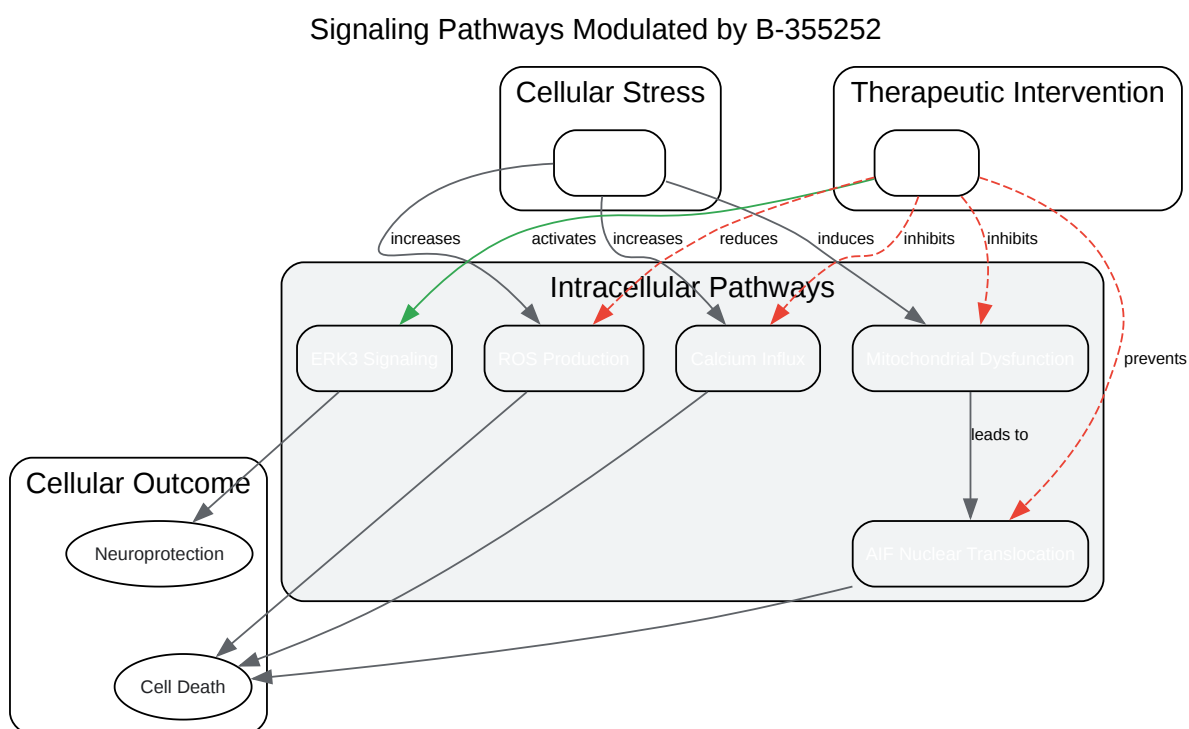 Signaling Pathways Modulated by B-355252
Cellular Stress
Therapeutic Intervention
increases
activates
increases
reduces
induces
inhibits
inhibits
Intracellular Pathways
ERK3 Signaling
ROS Production
Calcium Influx
Mitochondrial Dysfunction
prevents
leads to
Cellular Outcome
Neuroprotection
AIF Nuclear Translocation
Cell Death